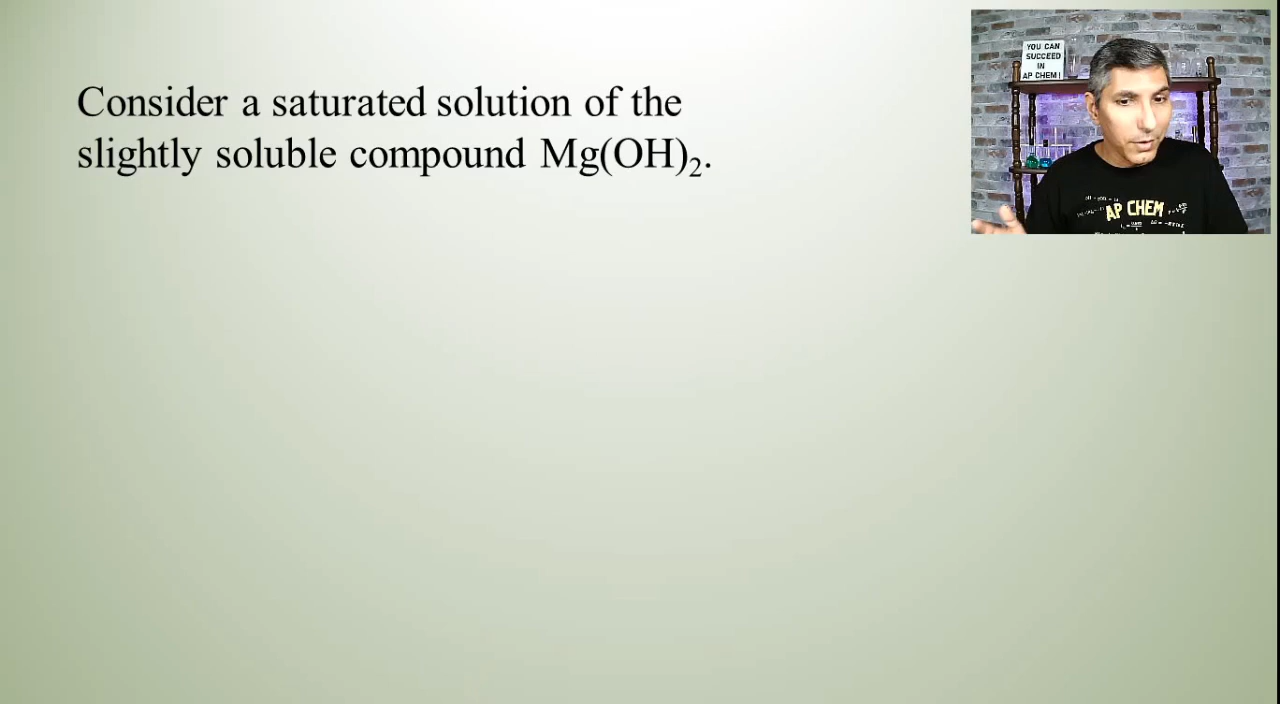 Consider a saturated solution of the
slightly soluble compound Mg(OH)₂.
YOU CAN
SUCCEED
IN
AP CHEM!
AP CHEM